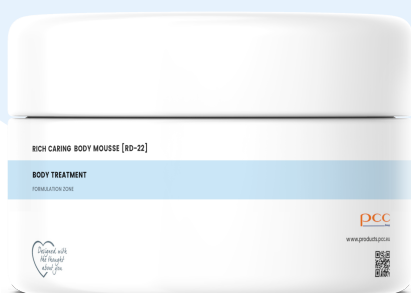 RICH CARING BODY MOUSSE [RD-22]
BODY TREATMENT
FORMULATION ZONE
pcc
www.products.pcc.eu
Designed with
the thought
about you